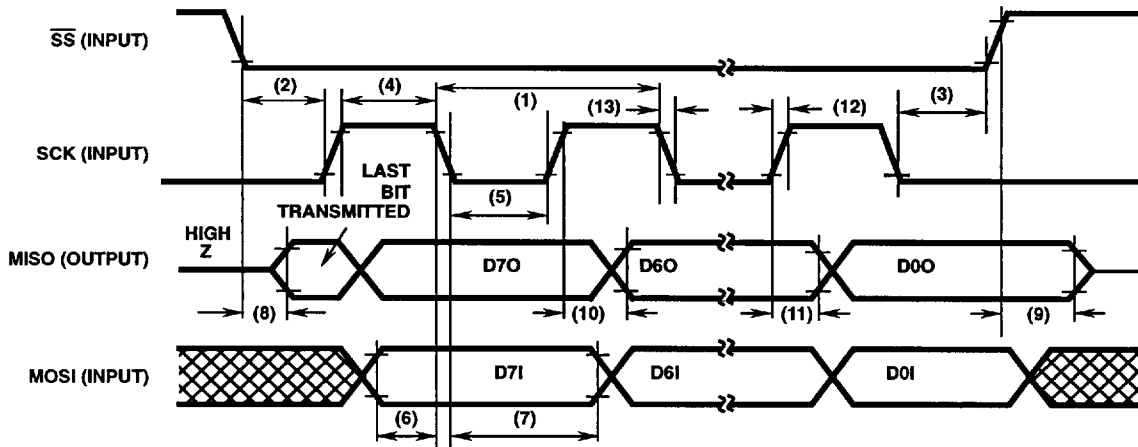 SS (INPUT)
(2)
(4)
(1)
(13)
(12)
(3)
SCK (INPUT)
LAST
BIT
TRANSMITTED
(5)
HIGH
Z
MISO (OUTPUT)
D7O
D6O
D0O
(8)
(10)
(11)
(9)
MOSI (INPUT)
D7I
D6I
D0I
(6)
(7)